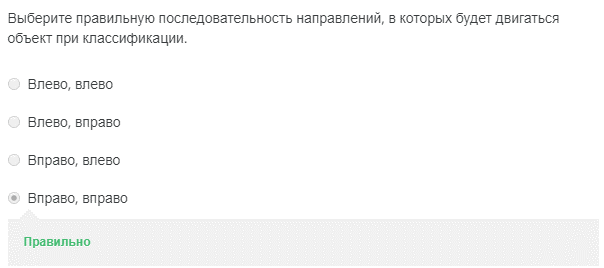 Выберите правильную последовательность направлений, в которых будет двигаться
объект при классификации.
Влево, влево
Влево, вправо
Вправо, влево
Вправо, вправо
Правильно